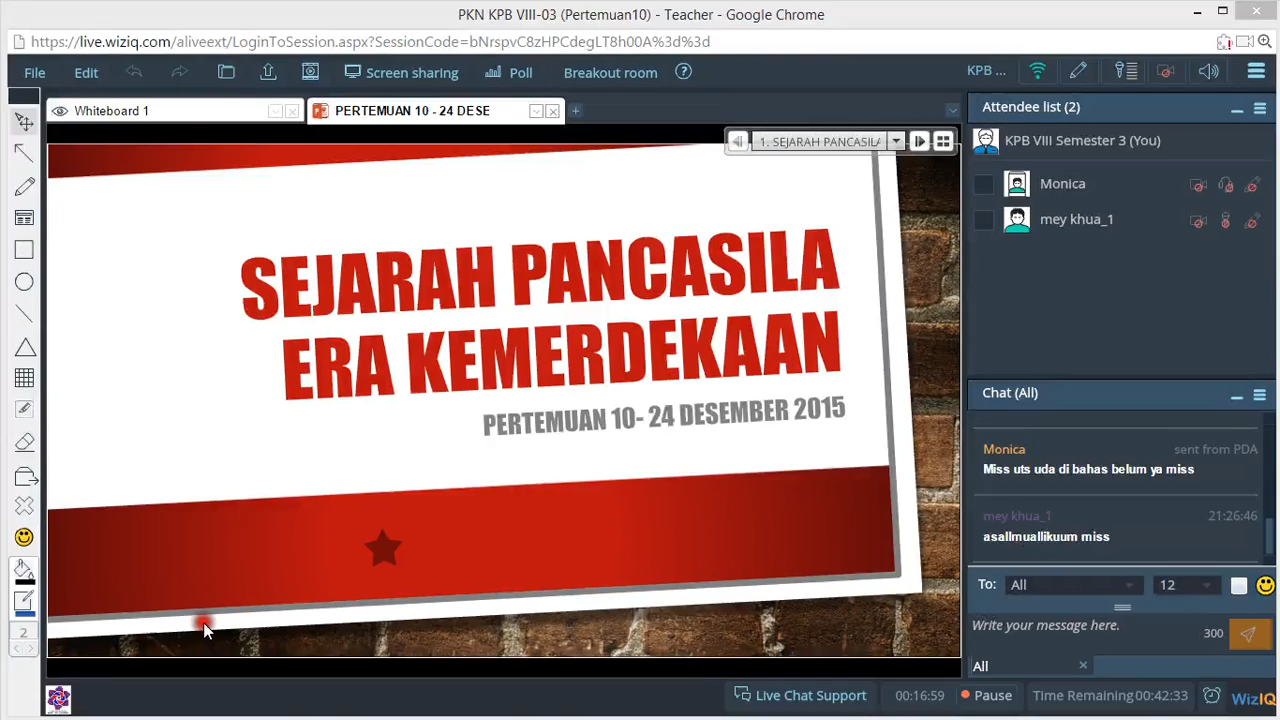 PKN KPB VIII-03 (Pertemuan10) - Teacher - Google Chrome
https://live.wiziq.com/aliveext/LoginToSession.aspx?SessionCode=bNrspvC8zHPCdegLT8h00A%3d%3d
File Edit Screen sharing Poll Breakout room ? KPB ...
Whiteboard 1
PERTEMUAN 10 - 24 DESE
1. SEJARAH PANCASILA
SEJARAH PANCASILA
ERA KEMERDEKAAN
PERTEMUAN 10- 24 DESEMBER 2015
2
Attendee list (2)
KPB VIII Semester 3 (You)
Monica
mey khua_1
Chat (All)
Monica sent from PDA
Miss uts uda di bahas belum ya miss
mey khua_1 21:26:46
asallmuallikuum miss
To: All 12
Write your message here. 300
All
Live Chat Support 00:16:59 Pause Time Remaining 00:42:33 WizIQ